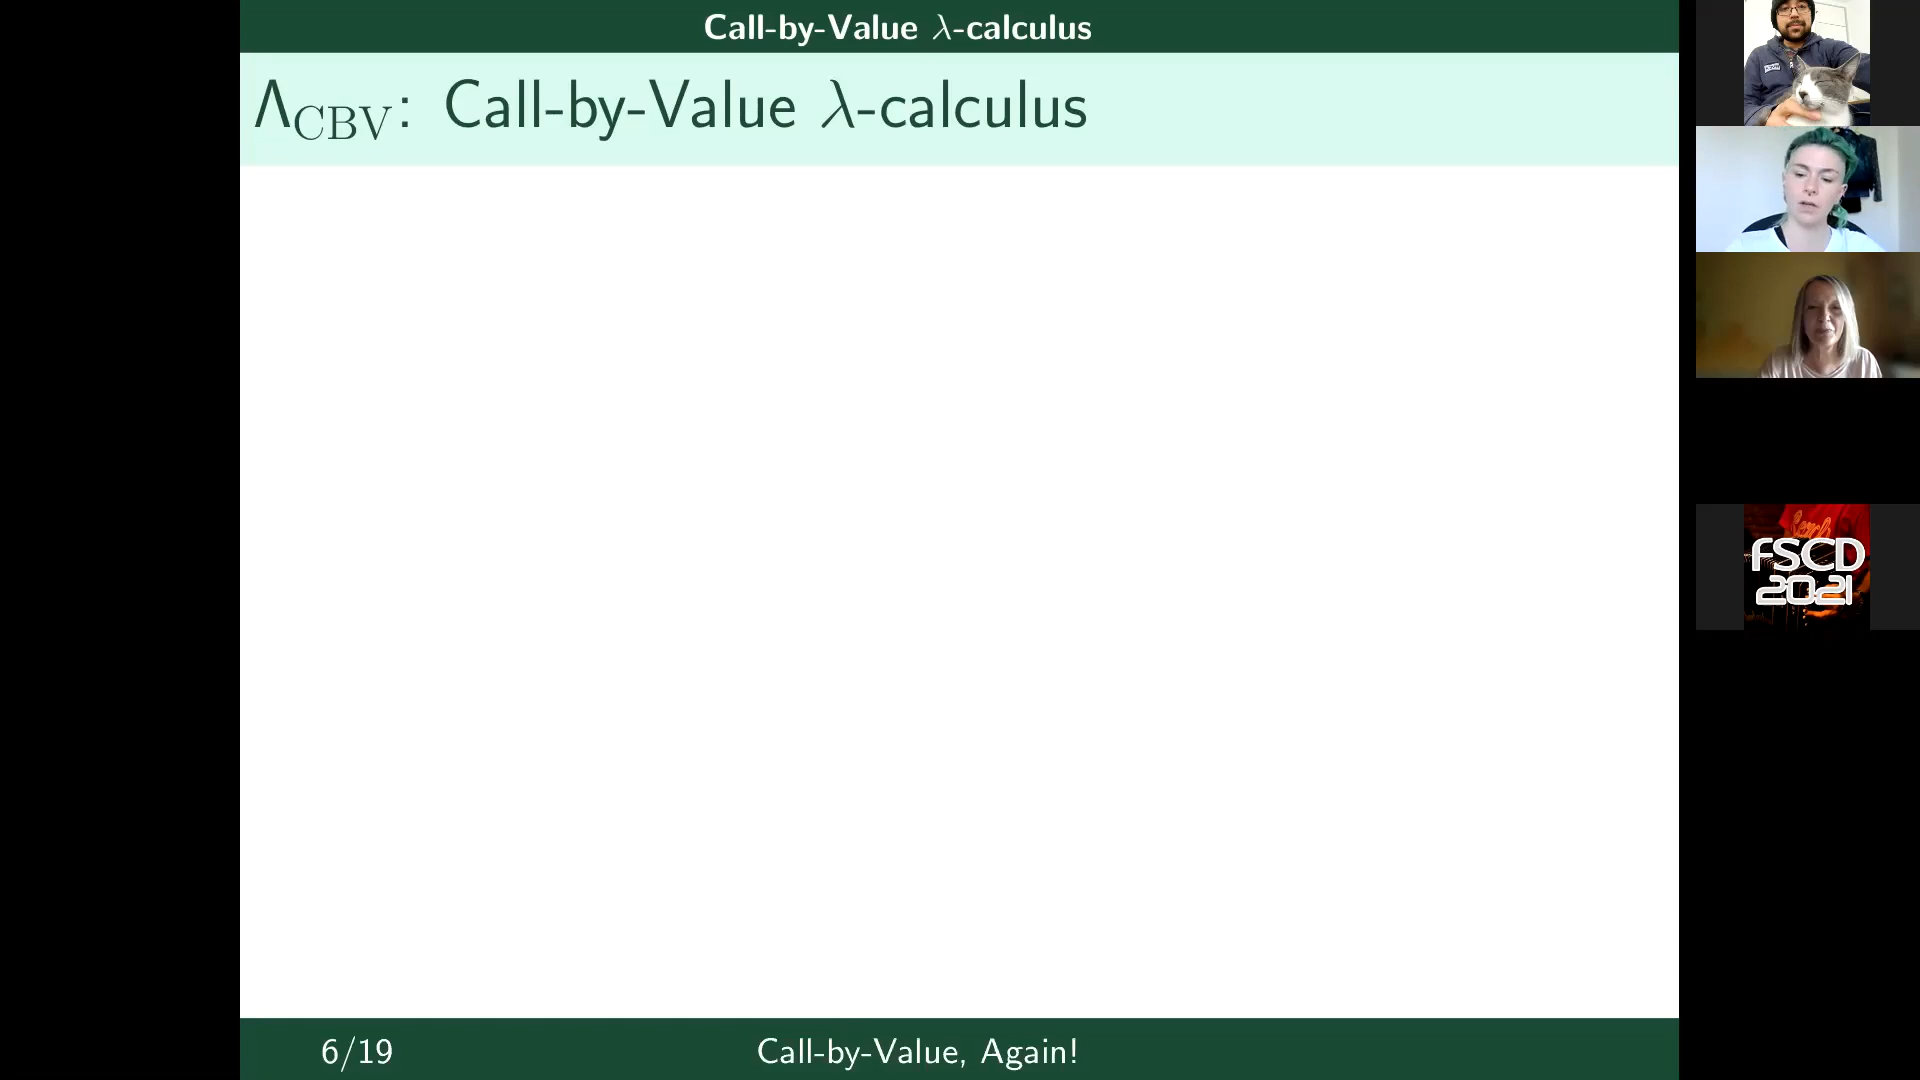 Call-by-Value λ-calculus
Λ_CBV: Call-by-Value λ-calculus
6/19
Call-by-Value, Again!
FSCD
2021